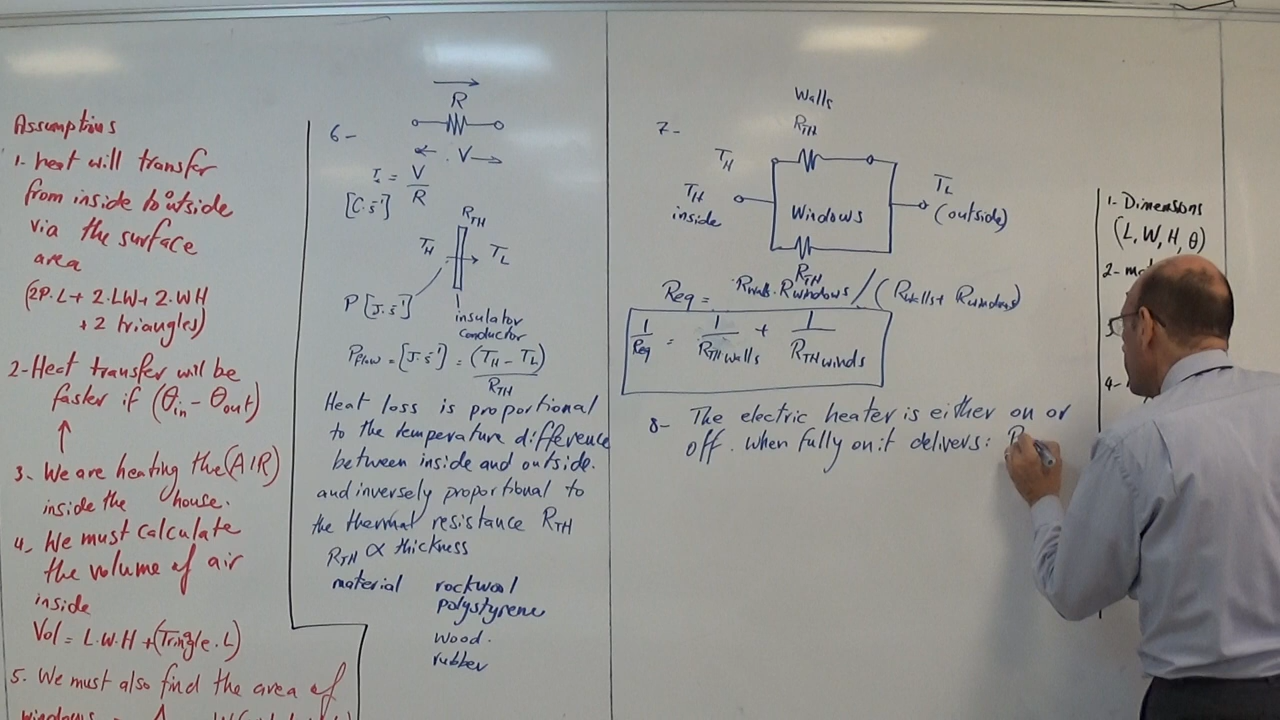 Assumptions
1- heat will transfer
from inside to outside
via the surface
area
(2P.L+ 2.LW+ 2.WH
+ 2 triangles)
2-Heat transfer will be
faster if (θin - θout)
3- We are heating the (AIR)
inside the house.
4- We must calculate
the volume of air
inside
Vol = L.W.H +(Tringle.L)
5. We must also find the area of
windows
6-
R
V
= V/R
[C.s⁻¹]
RTH
TH
TL
P [J.s⁻¹]
insulator
conductor
Pflow = [J.s⁻¹] = (TH - TL)/RTH
Heat loss is proportional
to the temperature difference
between inside and outside.
and inversely proportional to
the thermal resistance RTH
RTH ∝ thickness
material rockwool
polystyrene
wood.
rubber
7-
Walls
RTH
TH
TH
inside
Windows
TL
(outside)
RTH
Req = Rwalls.Rwindows/(Rwalls+ Rwindows)
1/Req = 1/RTH walls + 1/RTH winds
8- The electric heater is either on or
off. when fully on it delivers: P
1- Dimensions
(L, W, H, θ)
2-
3
4-